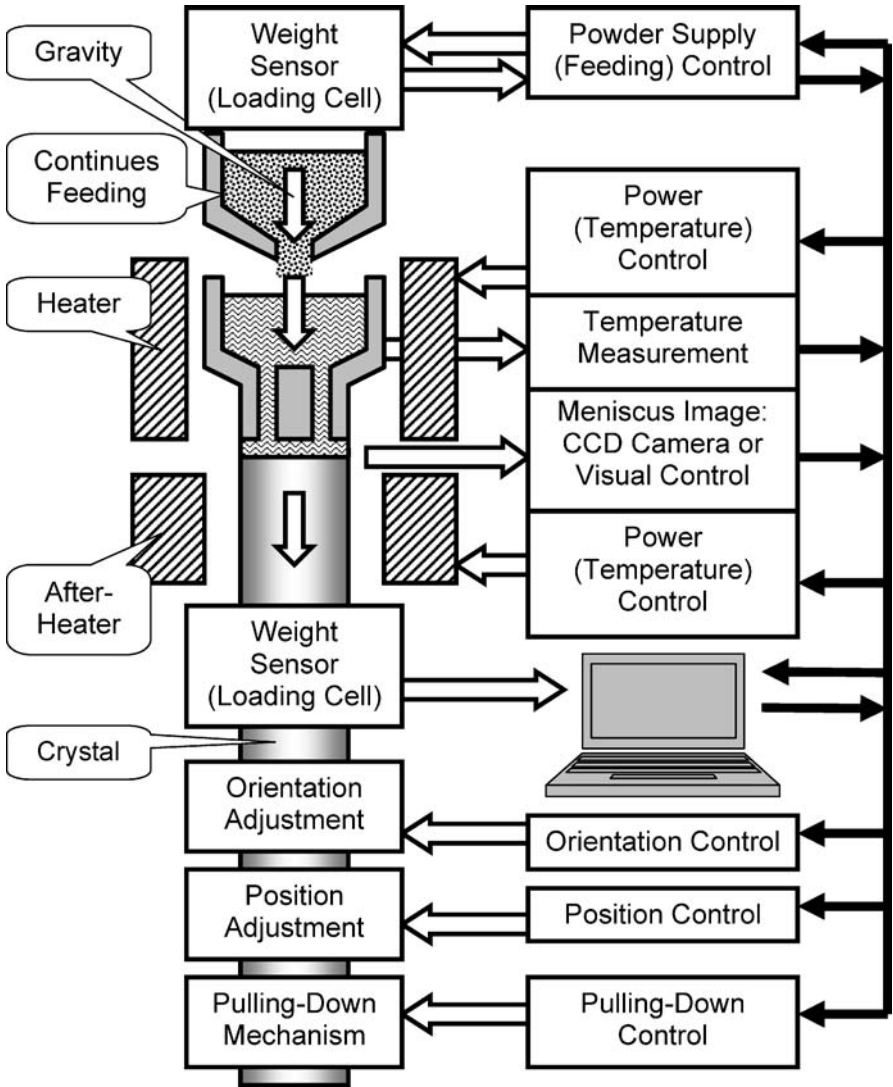 Gravity
Weight
Sensor
(Loading Cell)
Powder Supply
(Feeding) Control
Continues
Feeding
Power
(Temperature)
Control
Heater
Temperature
Measurement
Meniscus Image:
CCD Camera or
Visual Control
After-
Heater
Power
(Temperature)
Control
Weight
Sensor
(Loading Cell)
Crystal
Orientation
Adjustment
Orientation Control
Position
Adjustment
Position Control
Pulling-Down
Mechanism
Pulling-Down
Control